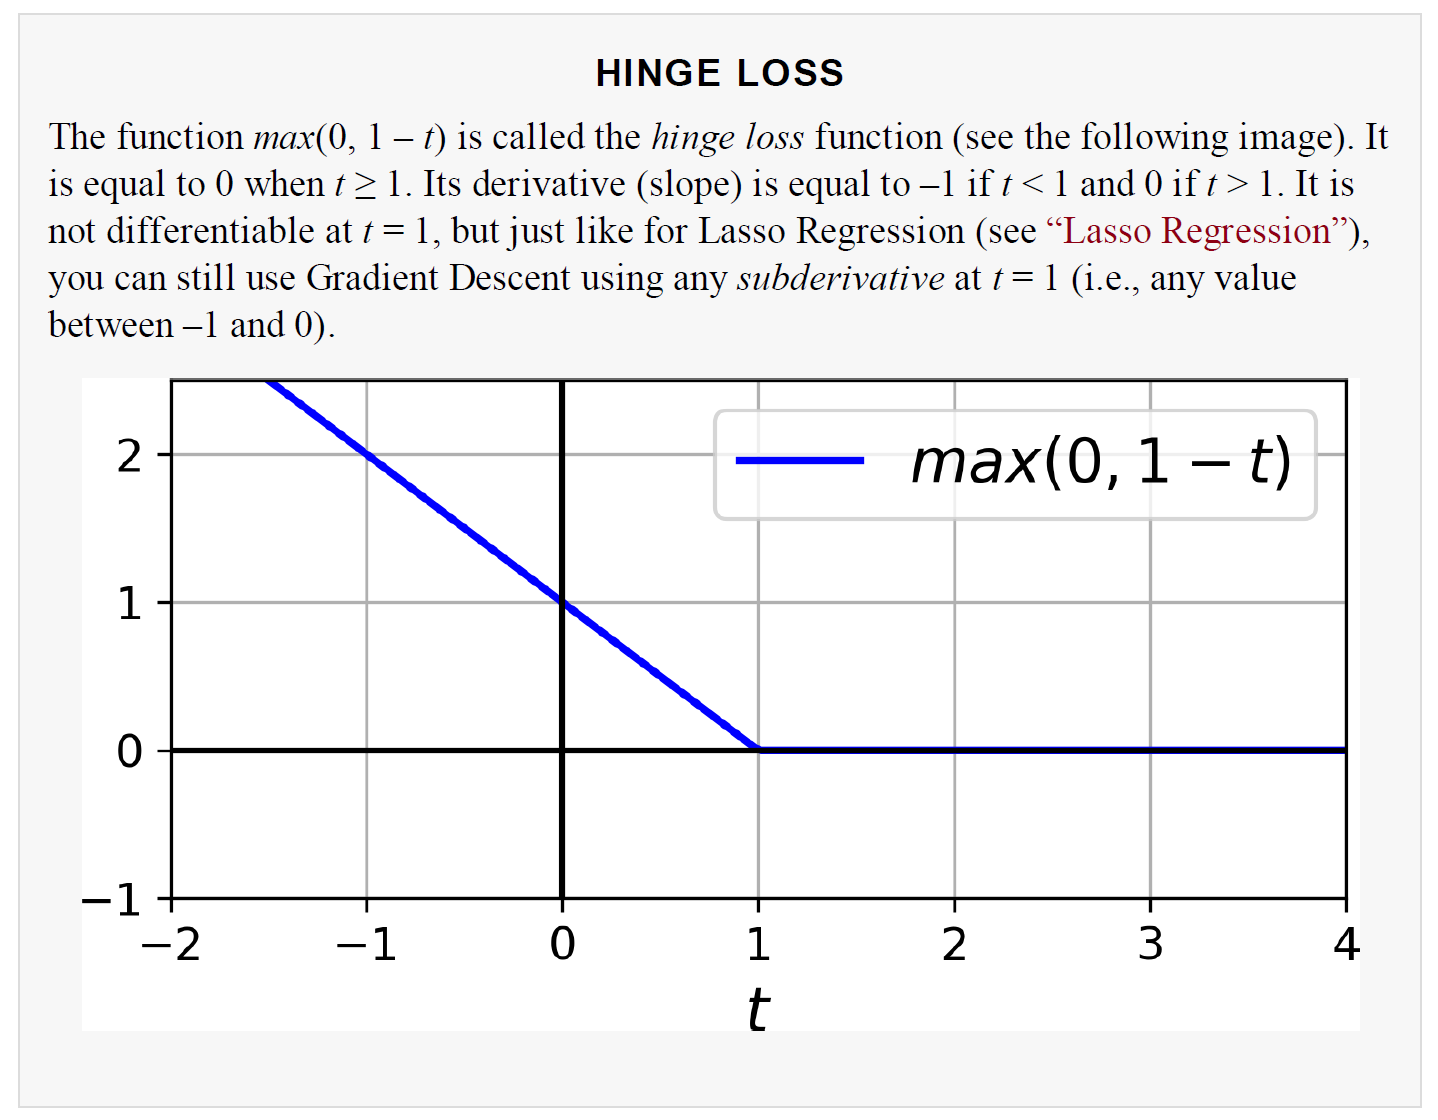 HINGE LOSS
The function max(0, 1 – t) is called the hinge loss function (see the following image). It
is equal to 0 when t ≥ 1. Its derivative (slope) is equal to –1 if t < 1 and 0 if t > 1. It is
not differentiable at t = 1, but just like for Lasso Regression (see “Lasso Regression”),
you can still use Gradient Descent using any subderivative at t = 1 (i.e., any value
between –1 and 0).
max(0, 1 − t)
2
1
0
−1
−2 −1 0 1 2 3 4
t